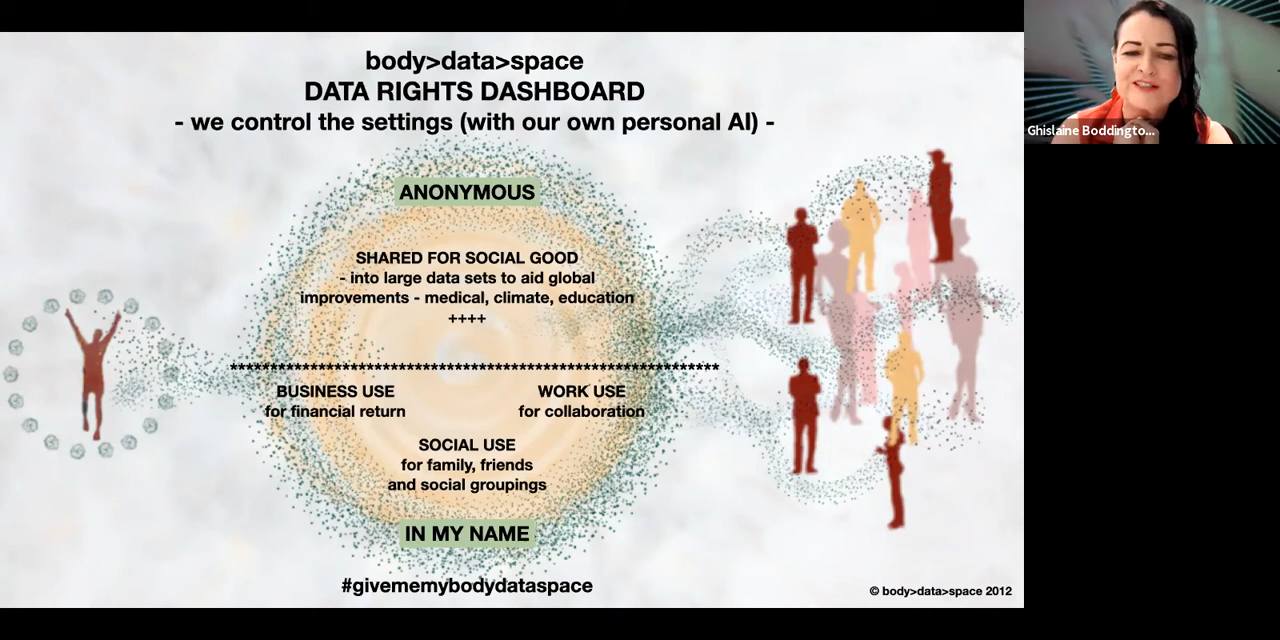 body>data>space
DATA RIGHTS DASHBOARD
- we control the settings (with our own personal AI) -
ANONYMOUS
SHARED FOR SOCIAL GOOD
- into large data sets to aid global
improvements - medical, climate, education
++++
*************************************************************
BUSINESS USE
for financial return
WORK USE
for collaboration
SOCIAL USE
for family, friends
and social groupings
IN MY NAME
#givememybodydataspace
© body>data>space 2012
Ghislaine Boddingto...